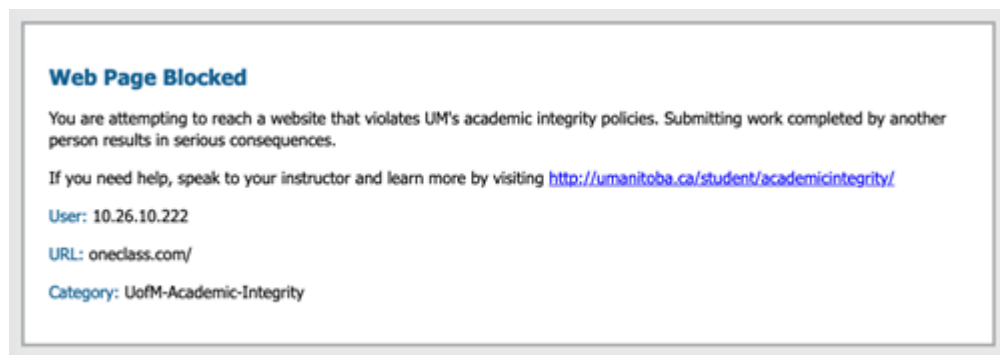 Web Page Blocked
You are attempting to reach a website that violates UM's academic integrity policies. Submitting work completed by another
person results in serious consequences.
If you need help, speak to your instructor and learn more by visiting http://umanitoba.ca/student/academicintegrity/
User: 10.26.10.222
URL: oneclass.com/
Category: UofM-Academic-Integrity